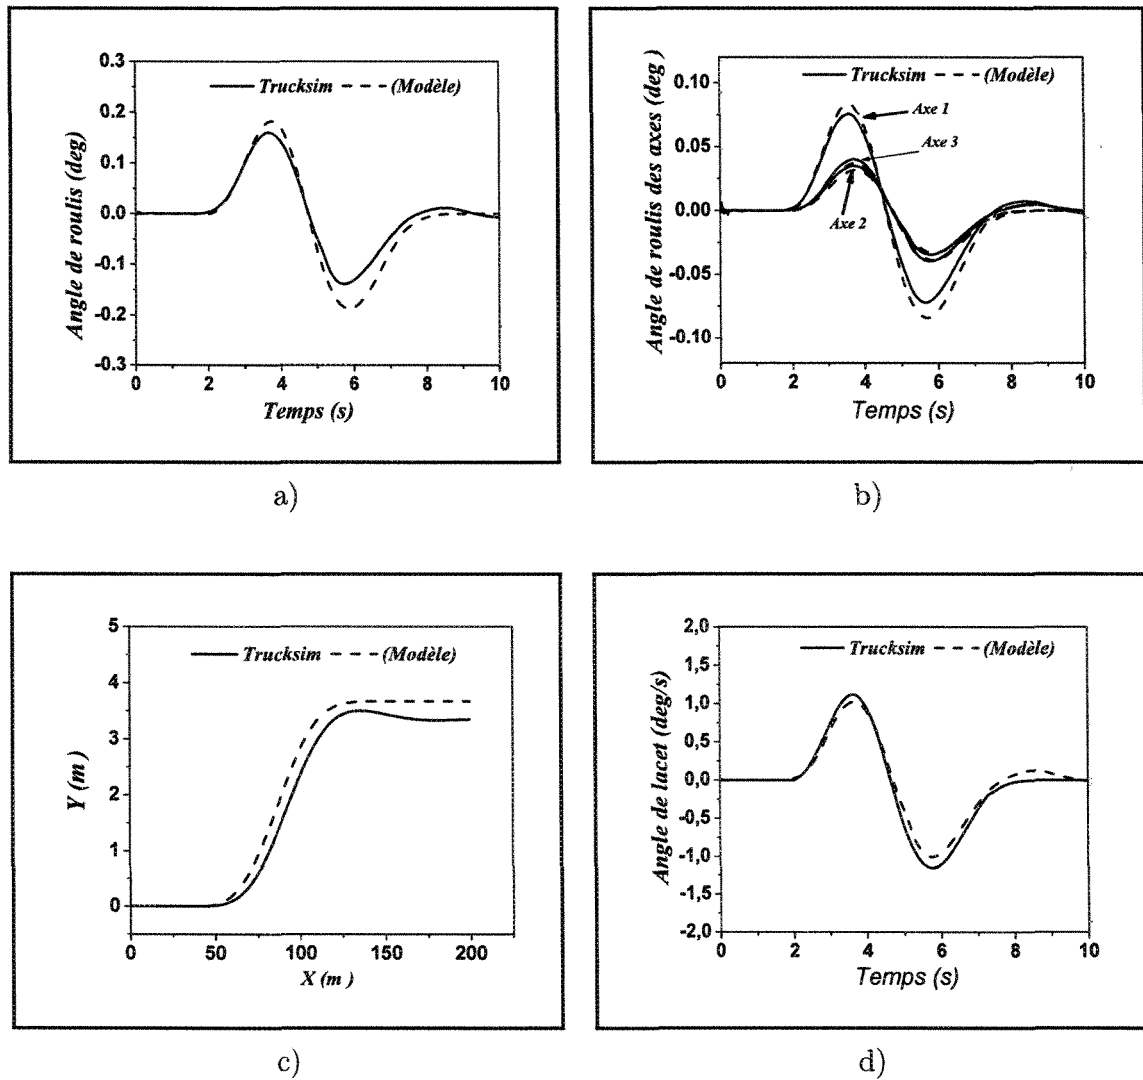 0.3
0.2
0.1
0.0
-0.1
-0.2
-0.3
Trucksim (Modèle)
Angle de roulis (deg)
0 2 4 6 8 10
Temps (s)
a)
0.10
0.05
0.00
-0.05
-0.10
Trucksim (Modèle)
Axe 1
Axe 3
Axe 2
Angle de roulis des axes (deg )
0 2 4 6 8 10
Temps (s)
b)
5
4
3
2
1
0
Trucksim (Modèle)
Y (m )
0 50 100 150 200
X (m )
c)
2,0
1,5
1,0
0,5
0,0
-0,5
-1,0
-1,5
-2,0
Trucksim (Modèle)
Angle de lacet (deg/s)
0 2 4 6 8 10
Temps (s)
d)